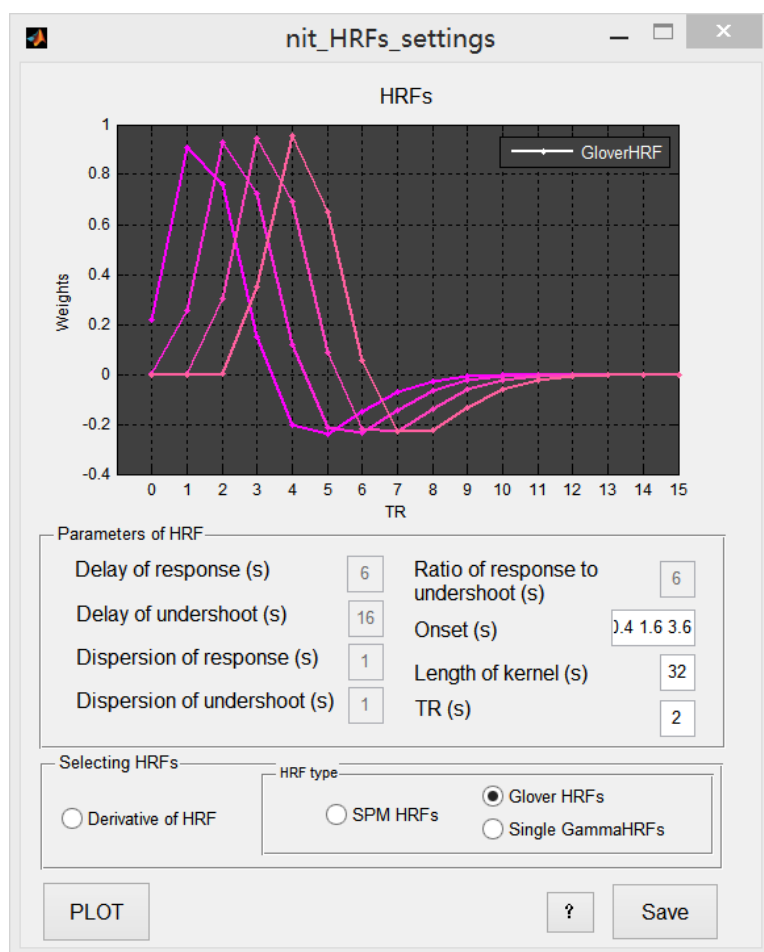 nit_HRFs_settings
HRFs
GloverHRF
1
0.8
0.6
0.4
0.2
0
-0.2
-0.4
Weights
0 1 2 3 4 5 6 7 8 9 10 11 12 13 14 15
TR
Parameters of HRF
Delay of response (s) 6
Delay of undershoot (s) 16
Dispersion of response (s) 1
Dispersion of undershoot (s) 1
Ratio of response to
undershoot (s) 6
Onset (s) 0.4 1.6 3.6
Length of kernel (s) 32
TR (s) 2
Selecting HRFs
Derivative of HRF
HRF type
SPM HRFs
Glover HRFs
Single GammaHRFs
PLOT
?
Save